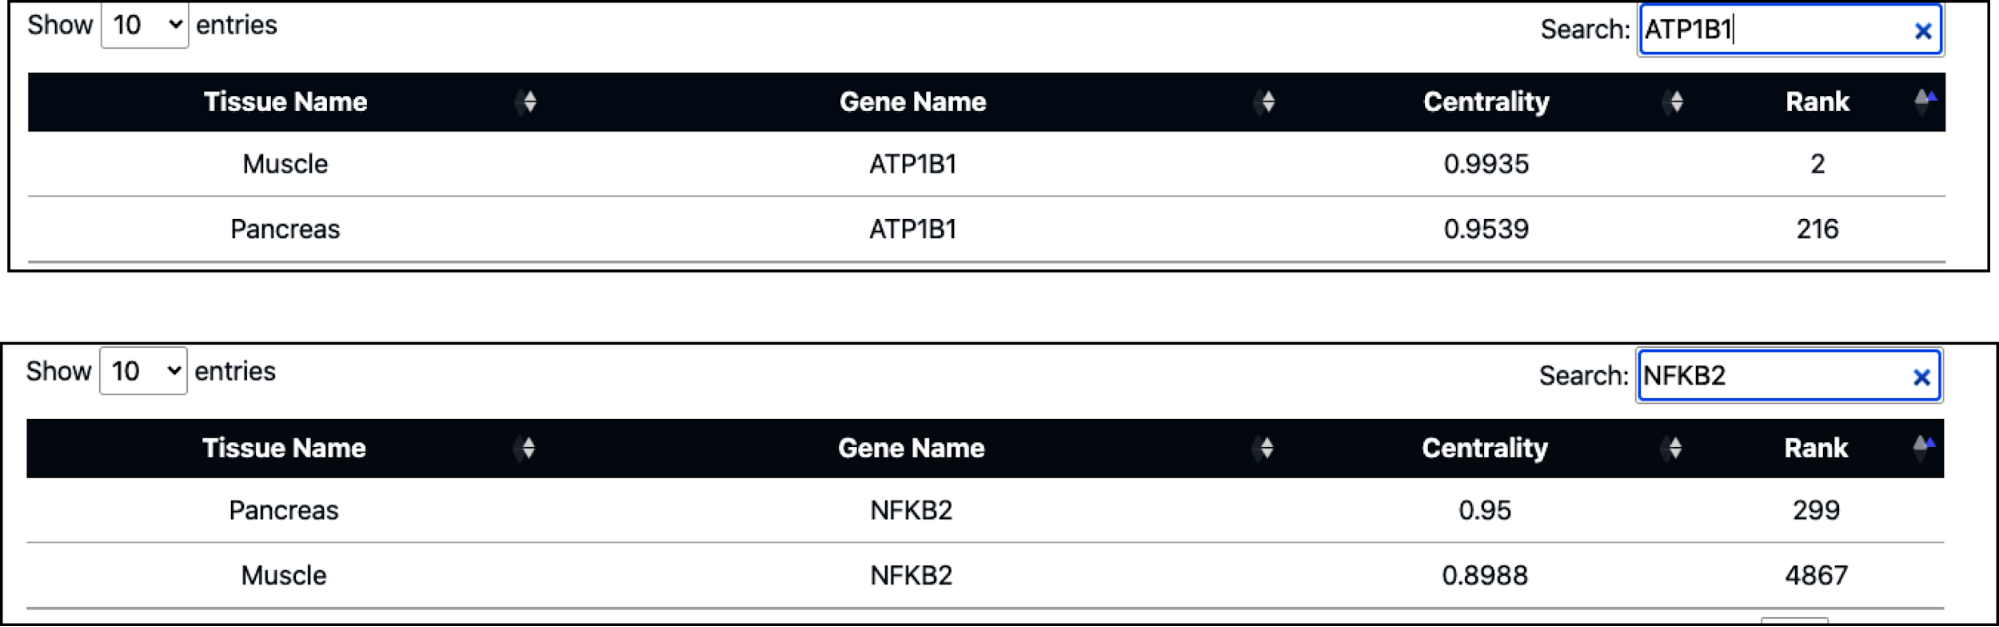 Show 10 entries Search: ATP1B1
Tissue Name Gene Name Centrality Rank
Muscle ATP1B1 0.9935 2
Pancreas ATP1B1 0.9539 216
Show 10 entries Search: NFKB2
Tissue Name Gene Name Centrality Rank
Pancreas NFKB2 0.95 299
Muscle NFKB2 0.8988 4867